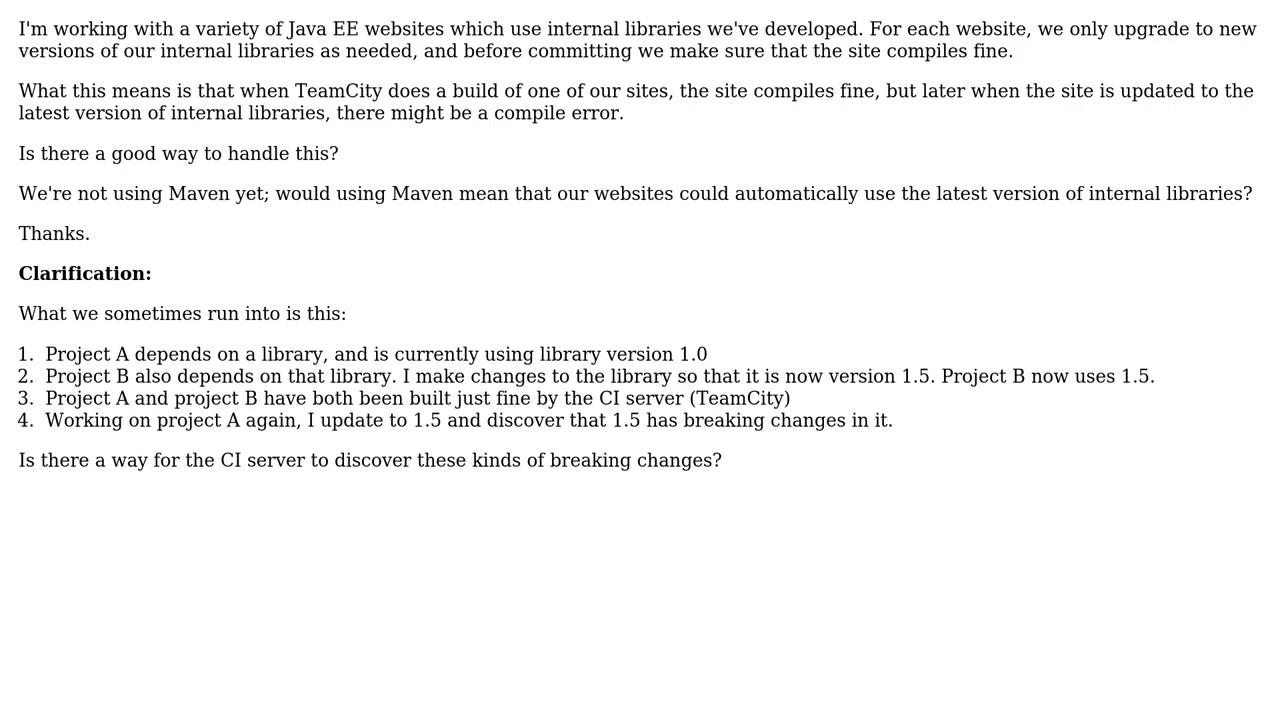 I'm working with a variety of Java EE websites which use internal libraries we've developed. For each website, we only upgrade to new
versions of our internal libraries as needed, and before committing we make sure that the site compiles fine.
What this means is that when TeamCity does a build of one of our sites, the site compiles fine, but later when the site is updated to the
latest version of internal libraries, there might be a compile error.
Is there a good way to handle this?
We're not using Maven yet; would using Maven mean that our websites could automatically use the latest version of internal libraries?
Thanks.
Clarification:
What we sometimes run into is this:
1. Project A depends on a library, and is currently using library version 1.0
2. Project B also depends on that library. I make changes to the library so that it is now version 1.5. Project B now uses 1.5.
3. Project A and project B have both been built just fine by the CI server (TeamCity)
4. Working on project A again, I update to 1.5 and discover that 1.5 has breaking changes in it.
Is there a way for the CI server to discover these kinds of breaking changes?